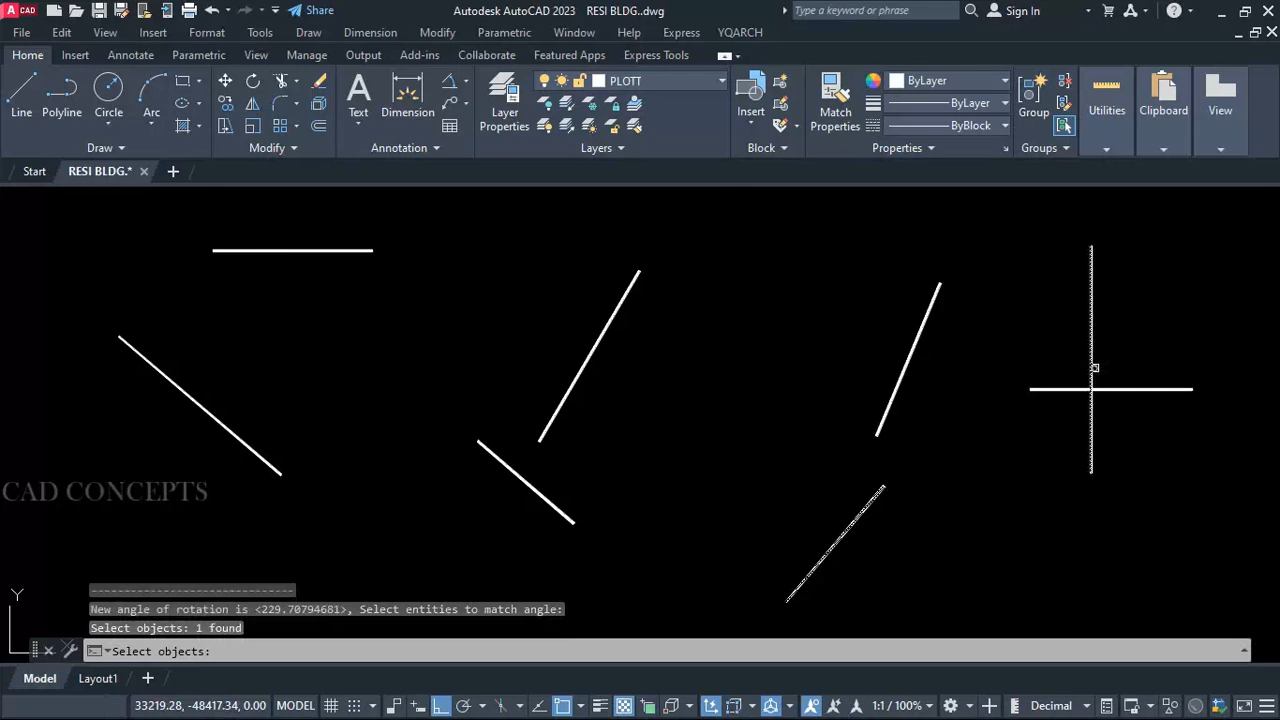 CAD
Share
Autodesk AutoCAD 2023 RESI BLDG..dwg
Type a keyword or phrase
Sign In
File Edit View Insert Format Tools Draw Dimension Modify Parametric Window Help Express YQARCH
Home Insert Annotate Parametric View Manage Output Add-ins Collaborate Featured Apps Express Tools
PLOTT
ByLayer
ByLayer
ByBlock
Line Polyline Circle Arc
Text Dimension
Layer
Properties
Insert
Match
Properties
Group
Utilities Clipboard View
Draw Modify Annotation Layers Block Properties Groups
Start RESI BLDG.*
CAD CONCEPTS
Y
New angle of rotation is <229.70794681>, Select entities to match angle:
Select objects: 1 found
Select objects:
Model Layout1
33219.28, -48417.34, 0.00 MODEL 1:1 / 100% Decimal